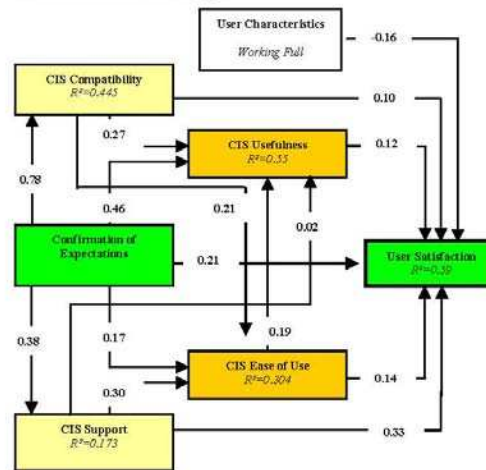 User Characteristics
Working Full
-0.16
CIS Compatibility
R²=0.445
0.10
0.27
CIS Usefulness
R²=0.55
0.12
0.78
0.46
0.21
0.02
Confirmation of
Expectations
0.21
User Satisfaction
R²=0.59
0.38
0.17
0.19
CIS Ease of Use
R²=0.304
0.14
0.30
CIS Support
R²=0.173
0.33